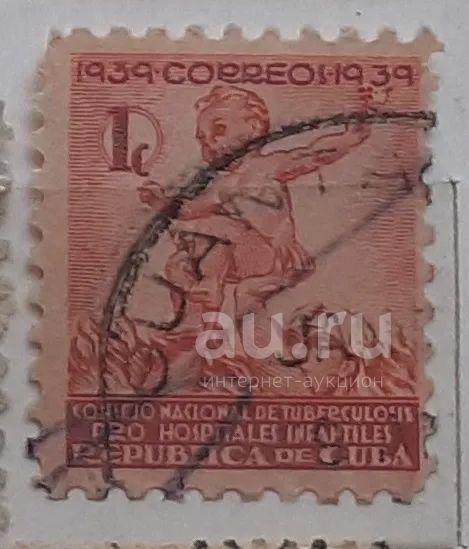 1939·CORREOS·1939
1c
CONSEJO NACIONAL DE TUBERCULOSIS
PRO HOSPITALES INFANTILES
REPUBLICA DE CUBA
au.ru
интернет-аукцион